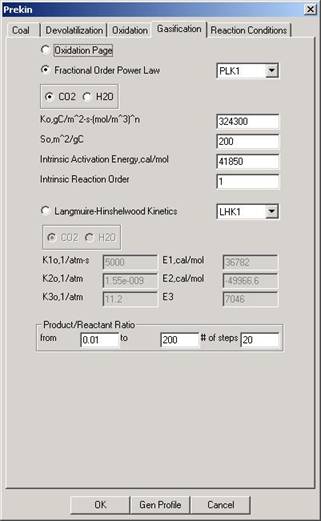 Prekin
Coal Devolatilization Oxidation Gasification Reaction Conditions
Oxidation Page
Fractional Order Power Law PLK1
CO2 H2O
Ko,gC/m^2-s-(mol/m^3)^n 324300
So,m^2/gC 200
Intrinsic Activation Energy,cal/mol 41850
Intrinsic Reaction Order 1
Langmuire-Hinshelwood Kinetics LHK1
CO2 H2O
K1o,1/atm-s 5000 E1,cal/mol 36782
K2o,1/atm 1.55e-009 E2,cal/mol -49966.6
K3o,1/atm 11.2 E3 7046
Product/Reactant Ratio
from 0.01 to 200 # of steps 20
OK Gen Profile Cancel